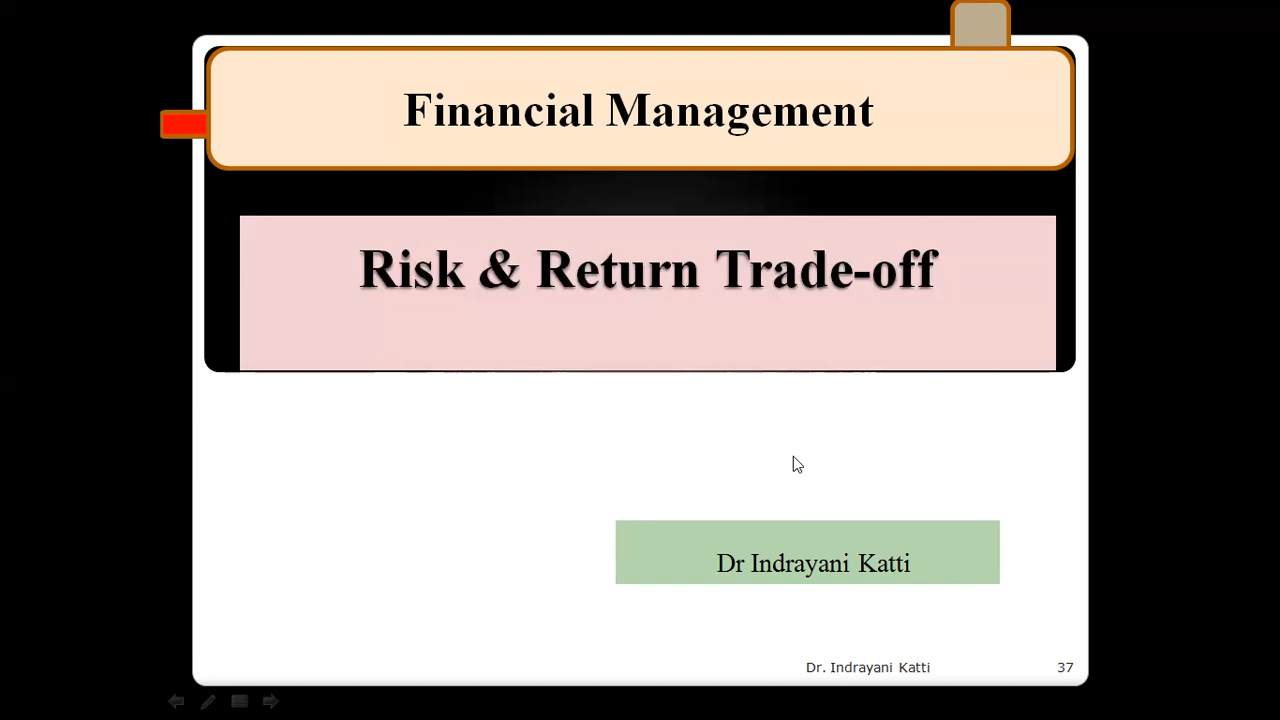 Financial Management
Risk & Return Trade-off
Dr Indrayani Katti
Dr. Indrayani Katti 37